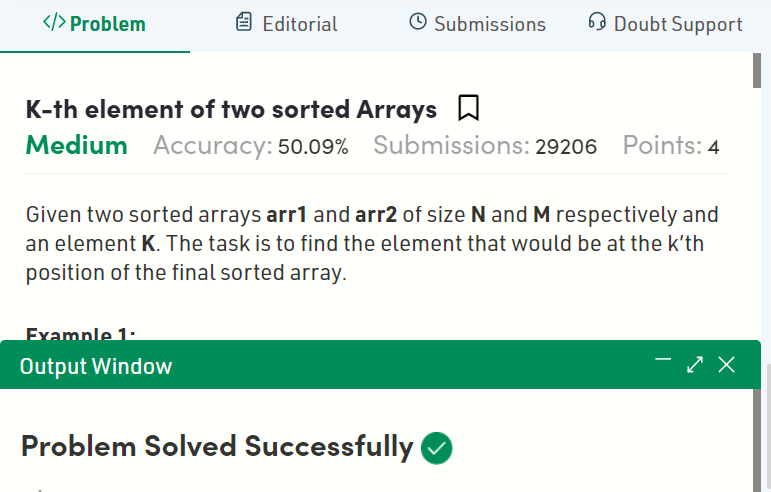 </> Problem Editorial Submissions Doubt Support
K-th element of two sorted Arrays
Medium Accuracy: 50.09% Submissions: 29206 Points: 4
Given two sorted arrays arr1 and arr2 of size N and M respectively and
an element K. The task is to find the element that would be at the k'th
position of the final sorted array.
Example 1:
Output Window
Problem Solved Successfully